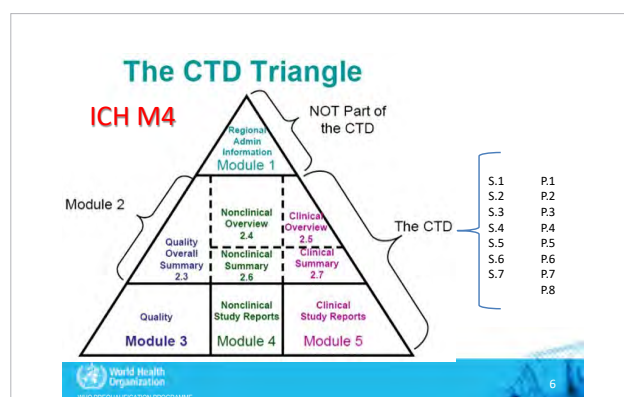 The CTD Triangle
ICH M4
NOT Part of
the CTD
Regional
Admin
Information
Module 1
Module 2
Nonclinical
Overview
2.4
Clinical
Overview
2.5
The CTD
Quality
Overall
Summary
2.3
Nonclinical
Summary
2.6
Clinical
Summary
2.7
Quality
Module 3
Nonclinical
Study Reports
Module 4
Clinical
Study Reports
Module 5
S.1 P.1
S.2 P.2
S.3 P.3
S.4 P.4
S.5 P.5
S.6 P.6
S.7 P.7
P.8
World Health
Organization
WHO PREQUALIFICATION PROGRAMME
6